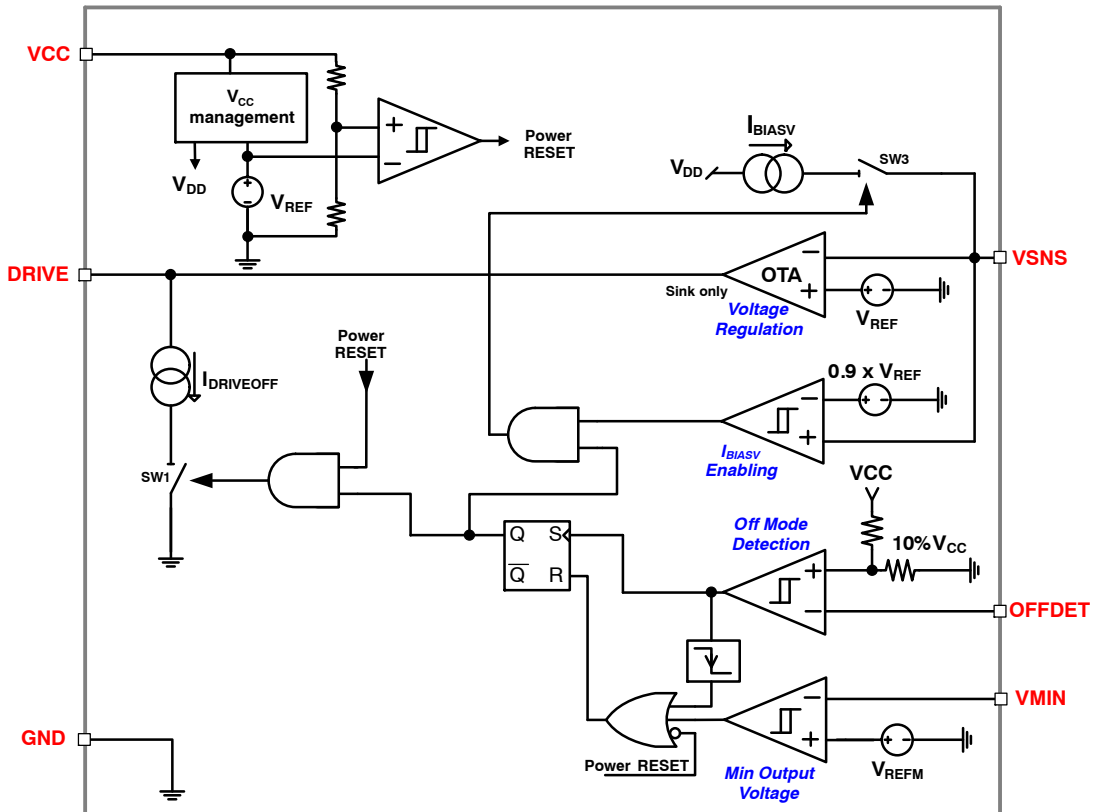 VCC
VCC
management
VDD
VREF
+
−
+
-
Power
RESET
IBIASV
VDD
SW3
DRIVE
VSNS
OTA
−
+
Sink only
Voltage
Regulation
+ -
VREF
Power
RESET
IDRIVEOFF
0.9 x VREF
−
+
+ -
IBIASV
Enabling
SW1
VCC
Off Mode
Detection
10% VCC
Q S
Q R
+
−
OFFDET
VMIN
−
+
+ -
VREFM
GND
Power RESET
Min Output
Voltage